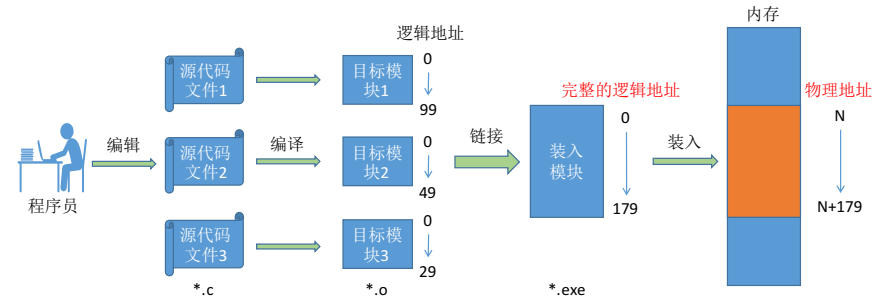 内存
逻辑地址
源代码
文件1
目标模
块1
0
99
完整的逻辑地址
物理地址
程序员
编辑
源代码
文件2
编译
目标模
块2
0
49
链接
装入
模块
0
179
装入
N
N+179
源代码
文件3
目标模
块3
0
29
*.c
*.o
*.exe